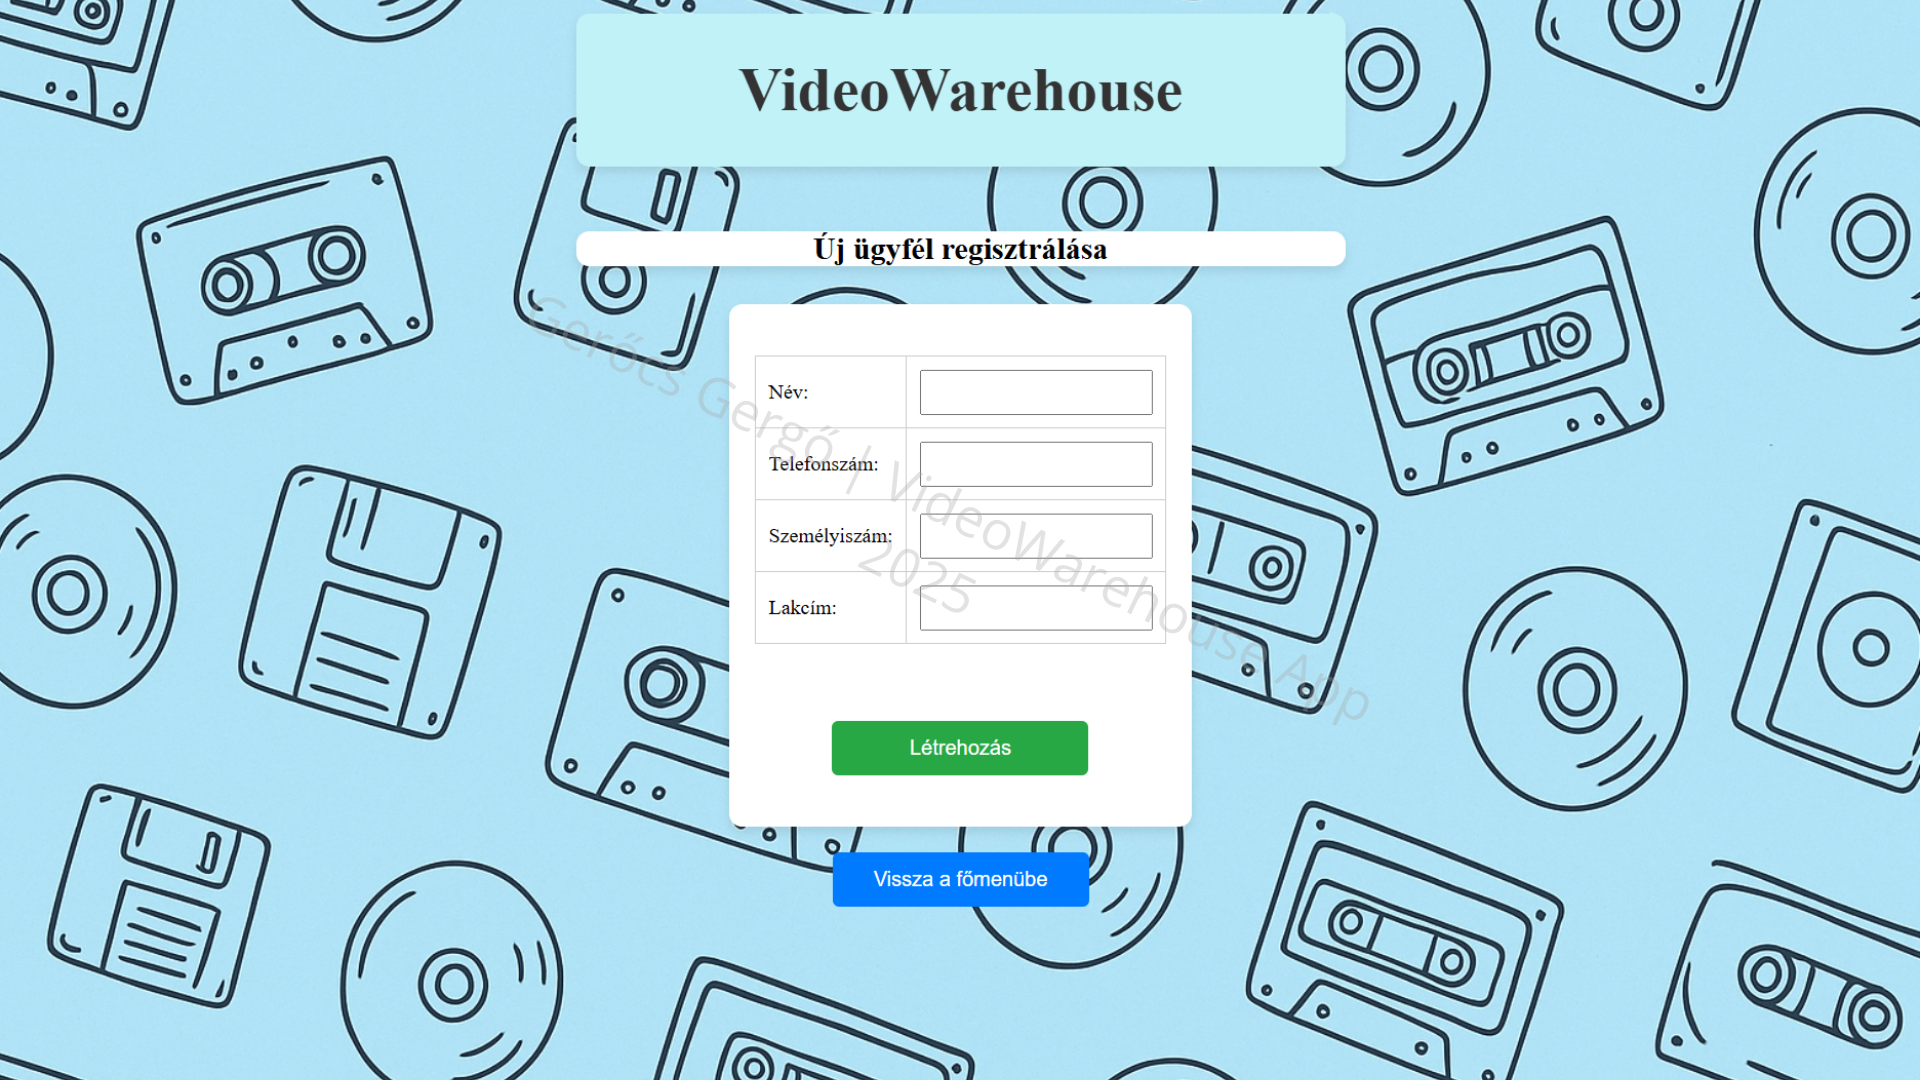 VideoWarehouse
Új ügyfél regisztrálása
Név:
Telefonszám:
Személyiszám:
Lakcím:
Gerőcs Gergő | VideoWarehouse App
2025
Létrehozás
Vissza a főmenübe